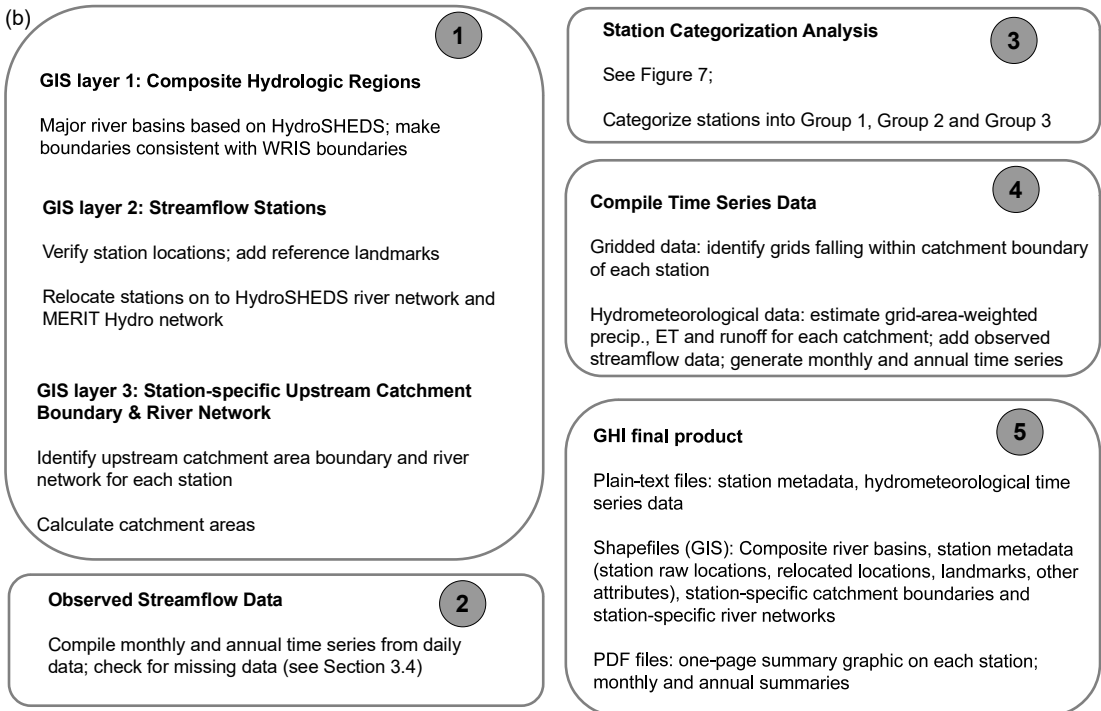 (b)
1
GIS layer 1: Composite Hydrologic Regions
Major river basins based on HydroSHEDS; make
boundaries consistent with WRIS boundaries
GIS layer 2: Streamflow Stations
Verify station locations; add reference landmarks
Relocate stations on to HydroSHEDS river network and
MERIT Hydro network
GIS layer 3: Station-specific Upstream Catchment
Boundary & River Network
Identify upstream catchment area boundary and river
network for each station
Calculate catchment areas
2
Observed Streamflow Data
Compile monthly and annual time series from daily
data; check for missing data (see Section 3.4)
3
Station Categorization Analysis
See Figure 7;
Categorize stations into Group 1, Group 2 and Group 3
4
Compile Time Series Data
Gridded data: identify grids falling within catchment boundary
of each station
Hydrometeorological data: estimate grid-area-weighted
precip., ET and runoff for each catchment; add observed
streamflow data; generate monthly and annual time series
5
GHI final product
Plain-text files: station metadata, hydrometeorological time
series data
Shapefiles (GIS): Composite river basins, station metadata
(station raw locations, relocated locations, landmarks, other
attributes), station-specific catchment boundaries and
station-specific river networks
PDF files: one-page summary graphic on each station;
monthly and annual summaries